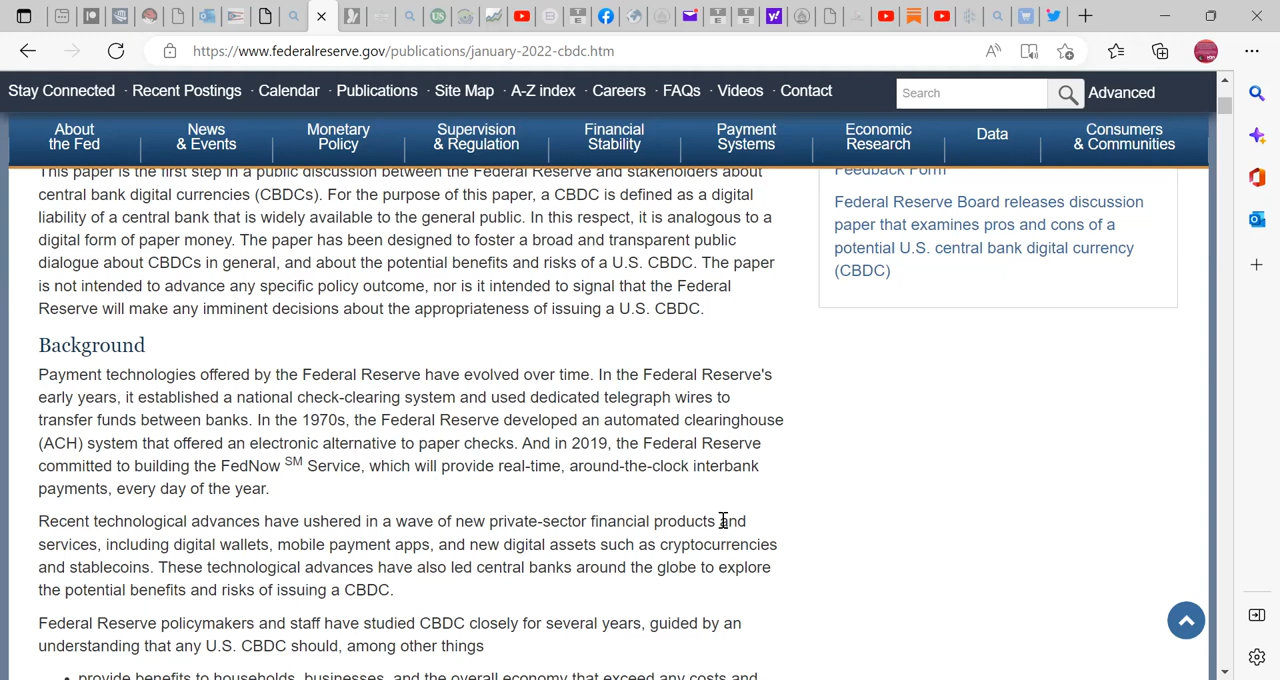 https://www.federalreserve.gov/publications/january-2022-cbdc.htm
Stay Connected · Recent Postings · Calendar · Publications · Site Map · A-Z index · Careers · FAQs · Videos · Contact
Search
Advanced
About
the Fed
News
& Events
Monetary
Policy
Supervision
& Regulation
Financial
Stability
Payment
Systems
Economic
Research
Data
Consumers
& Communities
This paper is the first step in a public discussion between the Federal Reserve and stakeholders about
central bank digital currencies (CBDCs). For the purpose of this paper, a CBDC is defined as a digital
liability of a central bank that is widely available to the general public. In this respect, it is analogous to a
digital form of paper money. The paper has been designed to foster a broad and transparent public
dialogue about CBDCs in general, and about the potential benefits and risks of a U.S. CBDC. The paper
is not intended to advance any specific policy outcome, nor is it intended to signal that the Federal
Reserve will make any imminent decisions about the appropriateness of issuing a U.S. CBDC.
Background
Payment technologies offered by the Federal Reserve have evolved over time. In the Federal Reserve's
early years, it established a national check-clearing system and used dedicated telegraph wires to
transfer funds between banks. In the 1970s, the Federal Reserve developed an automated clearinghouse
(ACH) system that offered an electronic alternative to paper checks. And in 2019, the Federal Reserve
committed to building the FedNow SM Service, which will provide real-time, around-the-clock interbank
payments, every day of the year.
Recent technological advances have ushered in a wave of new private-sector financial products and
services, including digital wallets, mobile payment apps, and new digital assets such as cryptocurrencies
and stablecoins. These technological advances have also led central banks around the globe to explore
the potential benefits and risks of issuing a CBDC.
Federal Reserve policymakers and staff have studied CBDC closely for several years, guided by an
understanding that any U.S. CBDC should, among other things
• provide benefits to households, businesses, and the overall economy that exceed any costs and
Feedback Form
Federal Reserve Board releases discussion
paper that examines pros and cons of a
potential U.S. central bank digital currency
(CBDC)